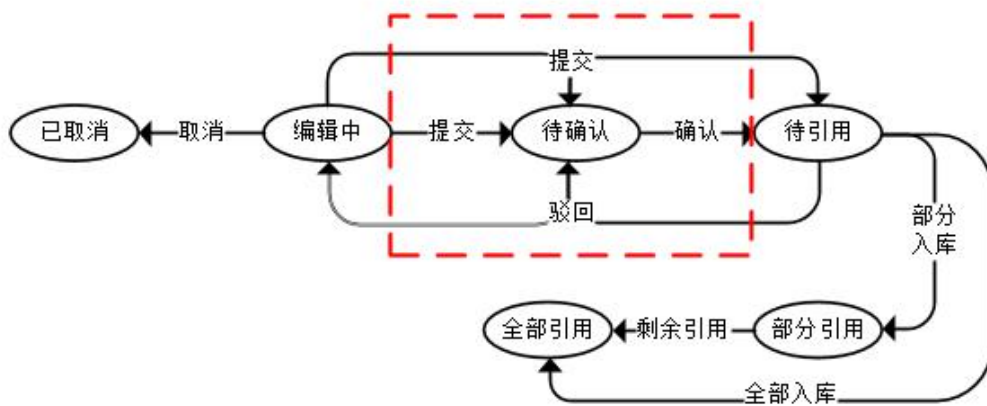 提交
已取消
取消
编辑中
提交
待确认
确认
待引用
驳回
部分
入库
全部引用
剩余引用
部分引用
全部入库